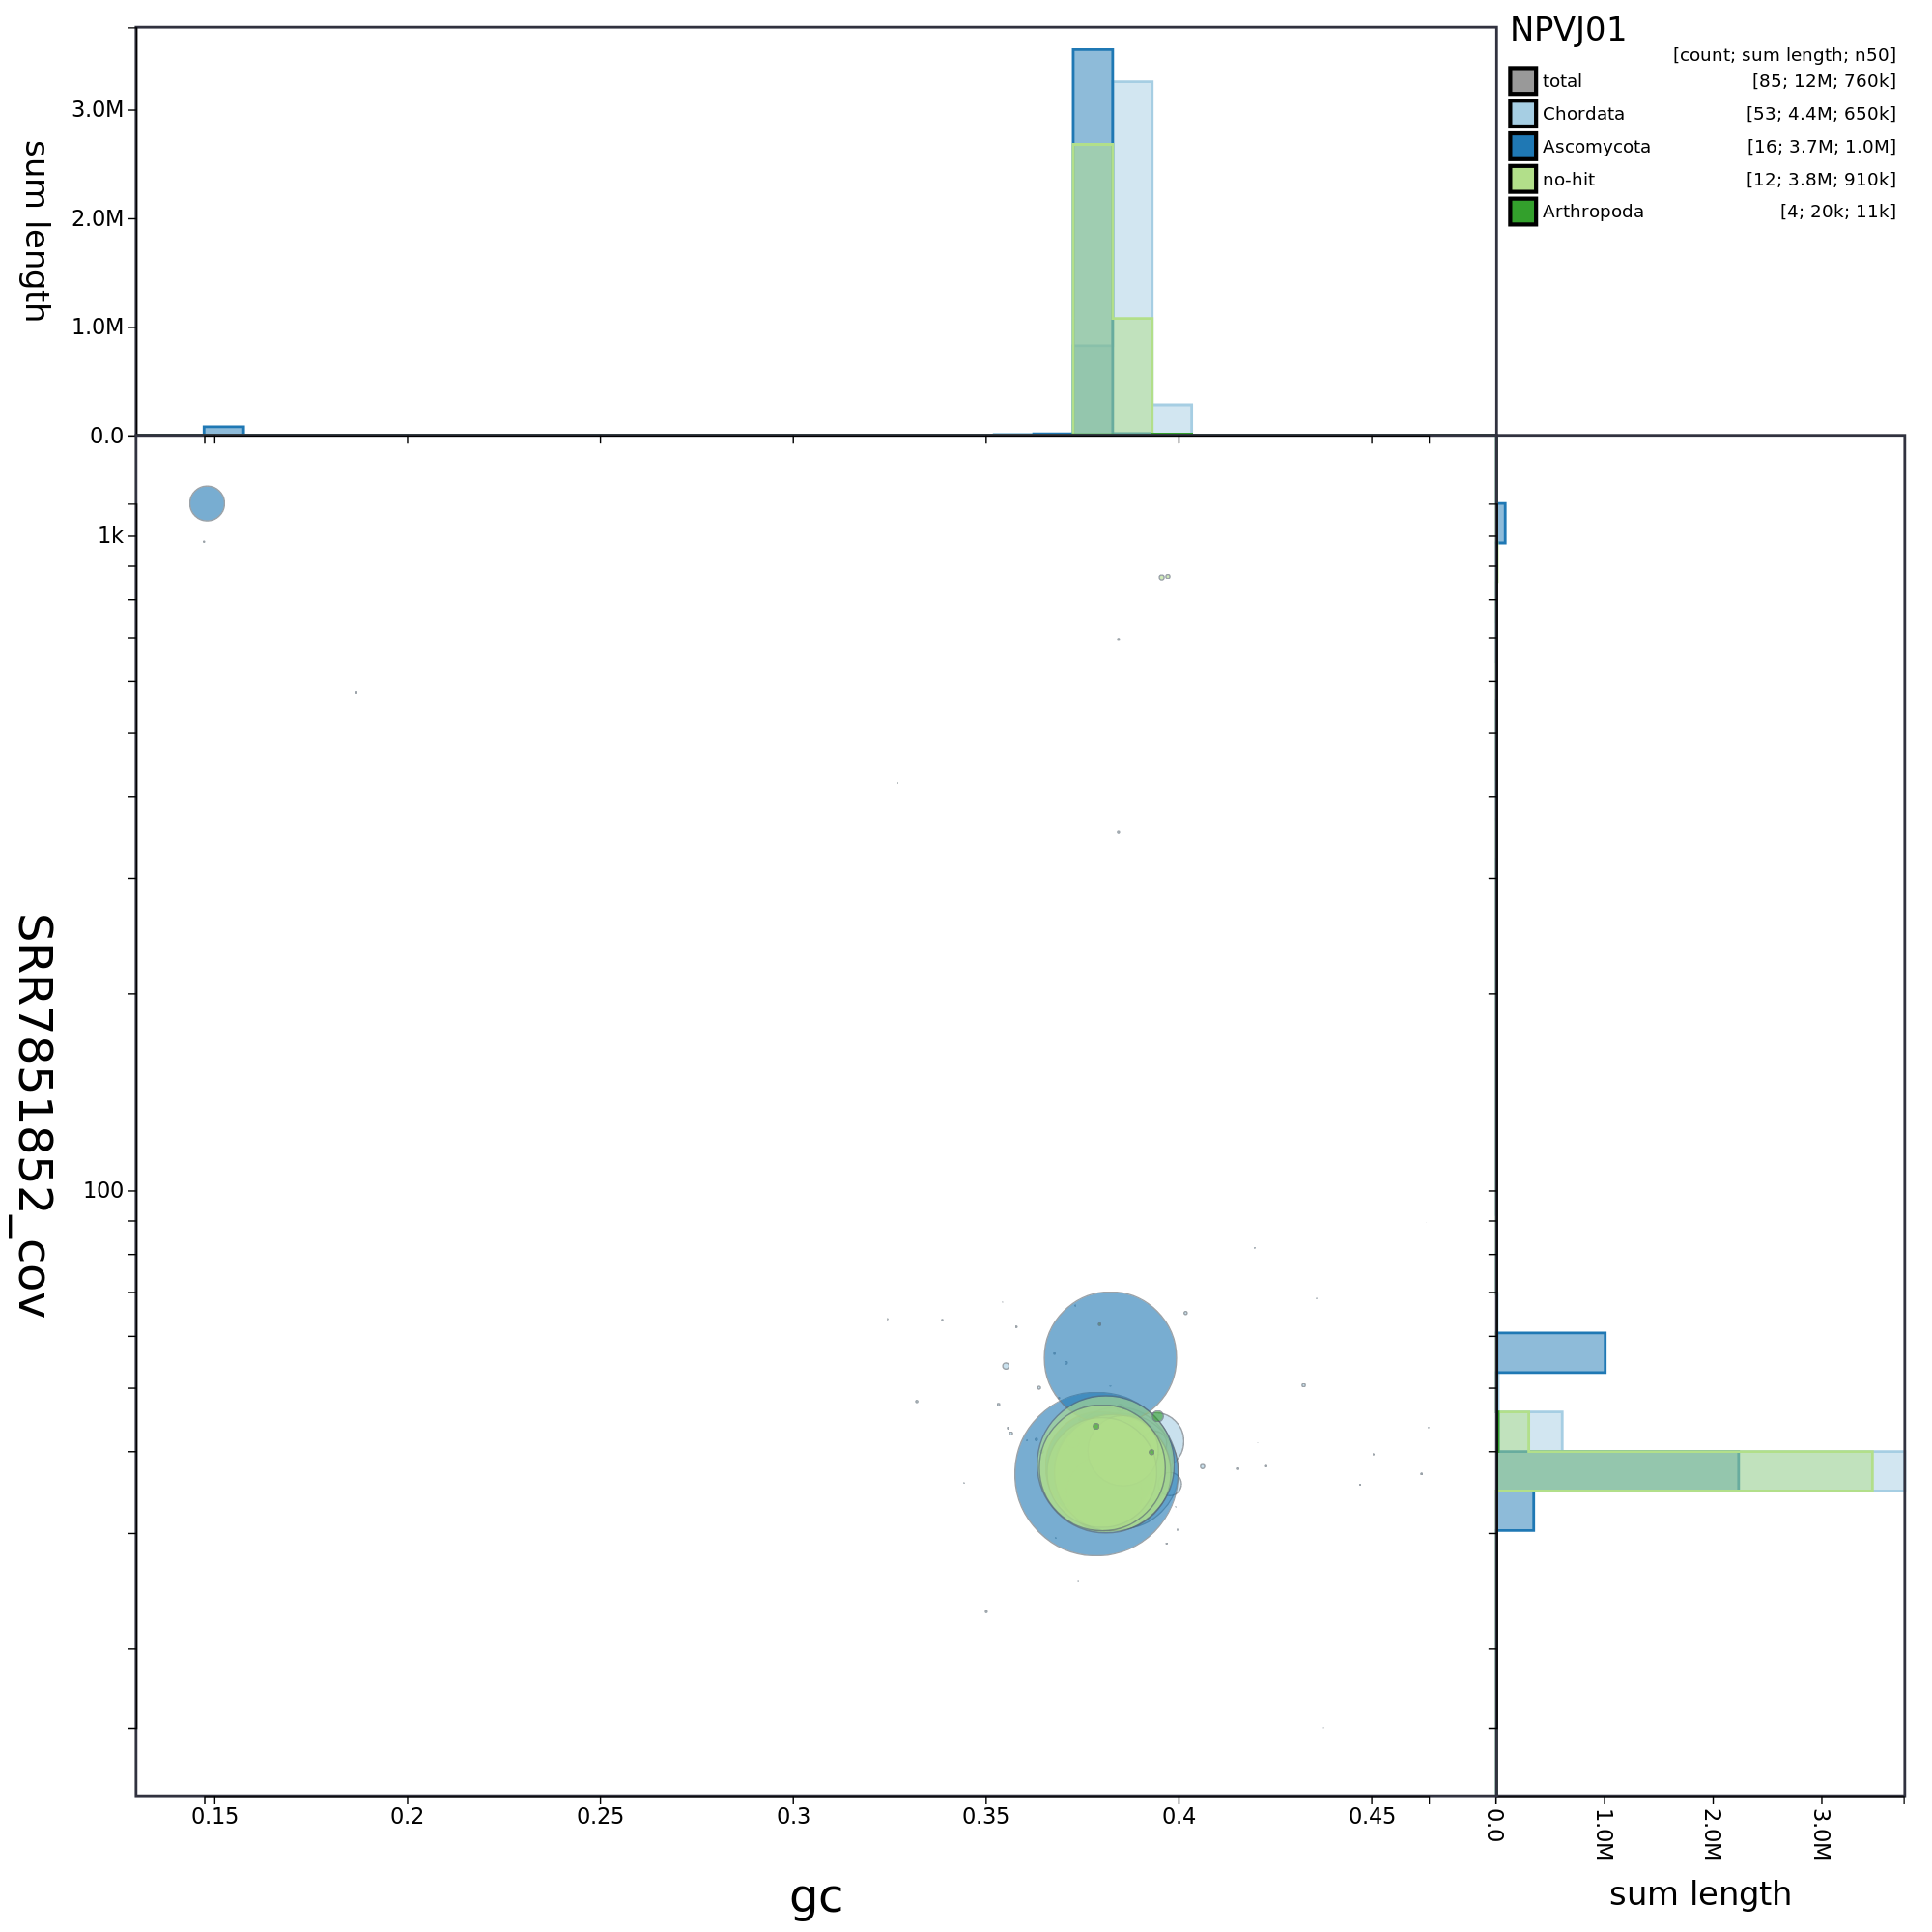 NPVJ01
[count; sum length; n50]
total [85; 12M; 760k]
Chordata [53; 4.4M; 650k]
Ascomycota [16; 3.7M; 1.0M]
no-hit [12; 3.8M; 910k]
Arthropoda [4; 20k; 11k]
sum length
3.0M
2.0M
1.0M
0.0
SRR7851852_cov
1k
100
0.15 0.2 0.25 0.3 0.35 0.4 0.45
gc
0.0 1.0M 2.0M 3.0M
sum length